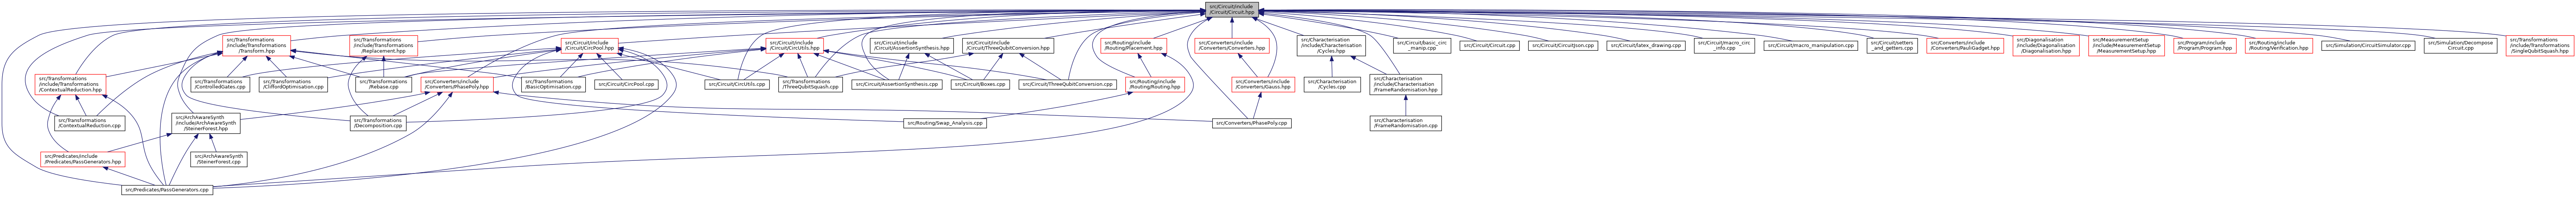 src/Circuit/include
/Circuit/Circuit.hpp
src/Transformations
/include/Transformations
/Transform.hpp
src/Transformations
/include/Transformations
/Replacement.hpp
src/Circuit/include
/Circuit/CircPool.hpp
src/Circuit/include
/Circuit/CircUtils.hpp
src/Circuit/include
/Circuit/AssertionSynthesis.hpp
src/Circuit/include
/Circuit/ThreeQubitConversion.hpp
src/Routing/include
/Routing/Placement.hpp
src/Converters/include
/Converters/Converters.hpp
src/Characterisation
/include/Characterisation
/Cycles.hpp
src/Circuit/basic_circ
_manip.cpp
src/Circuit/Circuit.cpp
src/Circuit/CircuitJson.cpp
src/Circuit/latex_drawing.cpp
src/Circuit/macro_circ
_info.cpp
src/Circuit/macro_manipulation.cpp
src/Circuit/setters
_and_getters.cpp
src/Converters/include
/Converters/PauliGadget.hpp
src/Diagonalisation
/include/Diagonalisation
/Diagonalisation.hpp
src/MeasurementSetup
/include/MeasurementSetup
/MeasurementSetup.hpp
src/Program/include
/Program/Program.hpp
src/Routing/include
/Routing/Verification.hpp
src/Simulation/CircuitSimulator.cpp
src/Simulation/Decompose
Circuit.cpp
src/Transformations
/include/Transformations
/SingleQubitSquash.hpp
src/Transformations
/include/Transformations
/ContextualReduction.hpp
src/Transformations
/ControlledGates.cpp
src/Transformations
/CliffordOptimisation.cpp
src/Transformations
/Rebase.cpp
src/Converters/include
/Converters/PhasePoly.hpp
src/Transformations
/BasicOptimisation.cpp
src/Circuit/CircPool.cpp
src/Circuit/CircUtils.cpp
src/Transformations
/ThreeQubitSquash.cpp
src/Circuit/AssertionSynthesis.cpp
src/Circuit/Boxes.cpp
src/Circuit/ThreeQubitConversion.cpp
src/Routing/include
/Routing/Routing.hpp
src/Converters/include
/Converters/Gauss.hpp
src/Characterisation
/Cycles.cpp
src/Characterisation
/include/Characterisation
/FrameRandomisation.hpp
src/Transformations
/ContextualReduction.cpp
src/ArchAwareSynth
/include/ArchAwareSynth
/SteinerForest.hpp
src/Transformations
/Decomposition.cpp
src/Routing/Swap_Analysis.cpp
src/Converters/PhasePoly.cpp
src/Characterisation
/FrameRandomisation.cpp
src/Predicates/include
/Predicates/PassGenerators.hpp
src/ArchAwareSynth
/SteinerForest.cpp
src/Predicates/PassGenerators.cpp